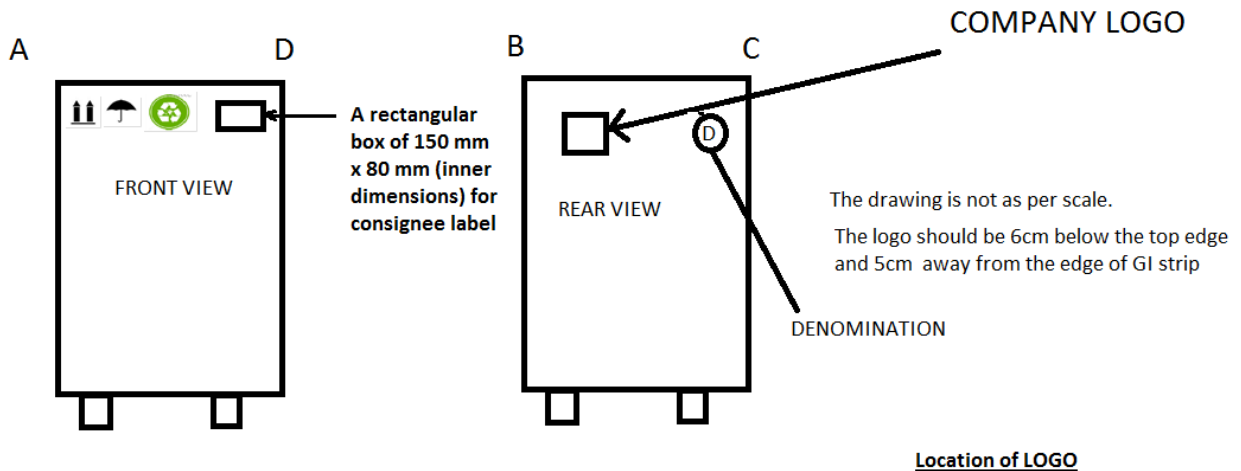 COMPANY LOGO
A
D
B
C
A rectangular
box of 150 mm
x 80 mm (inner
dimensions) for
consignee label
D
FRONT VIEW
REAR VIEW
The drawing is not as per scale.
The logo should be 6cm below the top edge
and 5cm away from the edge of GI strip
DENOMINATION
Location of LOGO